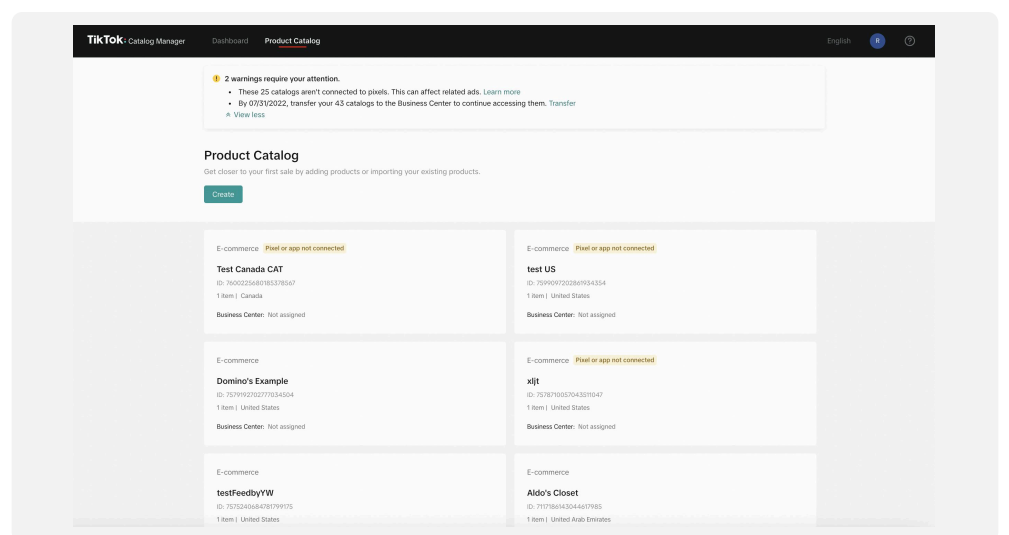 TikTok: Catalog Manager Dashboard Product Catalog English R ?
! 2 warnings require your attention.
• These 25 catalogs aren't connected to pixels. This can affect related ads. Learn more
• By 07/31/2022, transfer your 43 catalogs to the Business Center to continue accessing them. Transfer
View less
Product Catalog
Get closer to your first sale by adding products or importing your existing products.
Create
E-commerce Pixel or app not connected
Test Canada CAT
ID: 7600225680185378567
1 item | Canada
Business Center: Not assigned
E-commerce Pixel or app not connected
test US
ID: 7599097202861934354
1 item | United States
Business Center: Not assigned
E-commerce
Domino's Example
ID: 7579192702777034504
1 item | United States
Business Center: Not assigned
E-commerce Pixel or app not connected
xljt
ID: 7578710057043511047
1 item | United States
Business Center: Not assigned
E-commerce
testFeedbyYW
ID: 7575240684781799175
1 item | United States
E-commerce
Aldo's Closet
ID: 7117186143044617985
1 item | United Arab Emirates